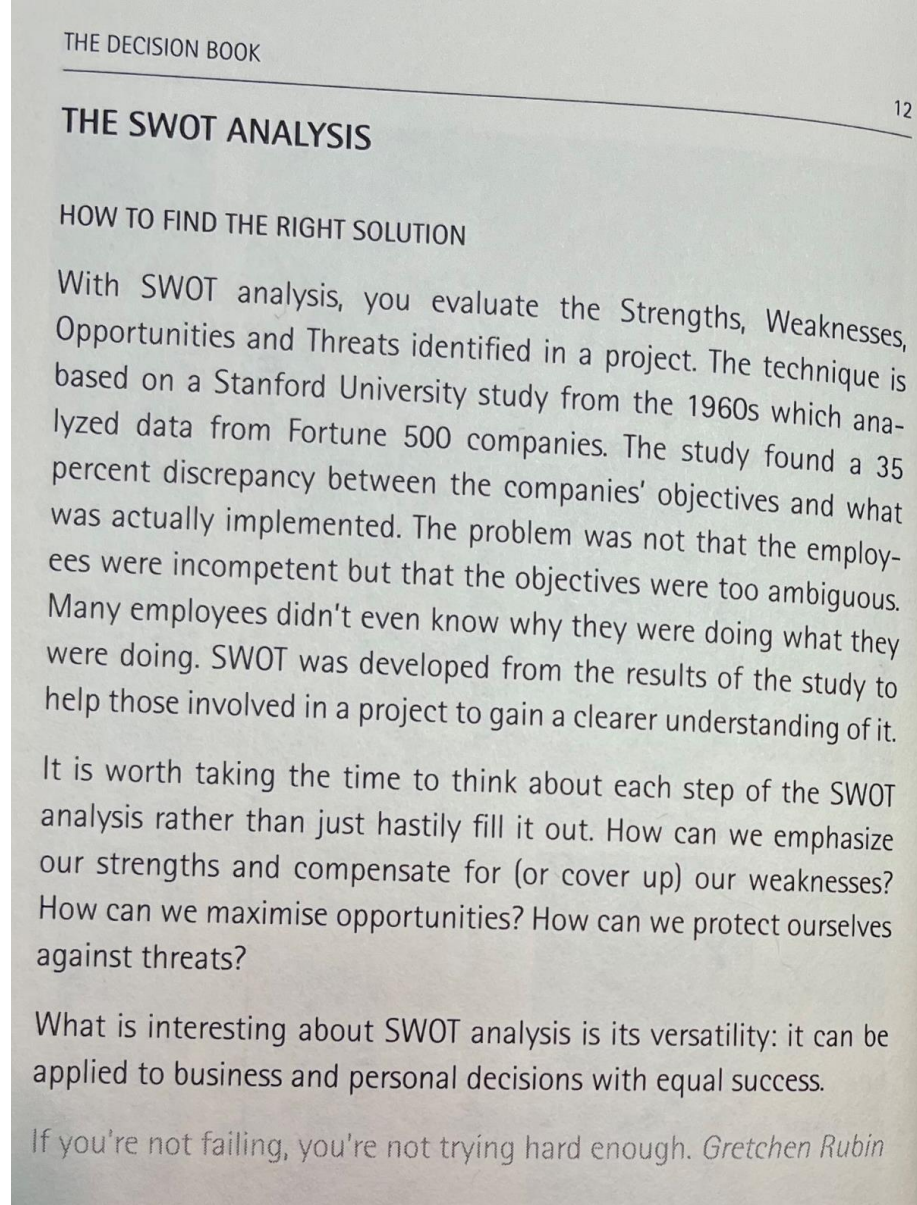 THE DECISION BOOK
12
THE SWOT ANALYSIS
HOW TO FIND THE RIGHT SOLUTION
With SWOT analysis, you evaluate the Strengths, Weaknesses,
Opportunities and Threats identified in a project. The technique is
based on a Stanford University study from the 1960s which ana-
lyzed data from Fortune 500 companies. The study found a 35
percent discrepancy between the companies' objectives and what
was actually implemented. The problem was not that the employ-
ees were incompetent but that the objectives were too ambiguous.
Many employees didn't even know why they were doing what they
were doing. SWOT was developed from the results of the study to
help those involved in a project to gain a clearer understanding of it.
It is worth taking the time to think about each step of the SWOT
analysis rather than just hastily fill it out. How can we emphasize
our strengths and compensate for (or cover up) our weaknesses?
How can we maximise opportunities? How can we protect ourselves
against threats?
What is interesting about SWOT analysis is its versatility: it can be
applied to business and personal decisions with equal success.
If you're not failing, you're not trying hard enough. Gretchen Rubin